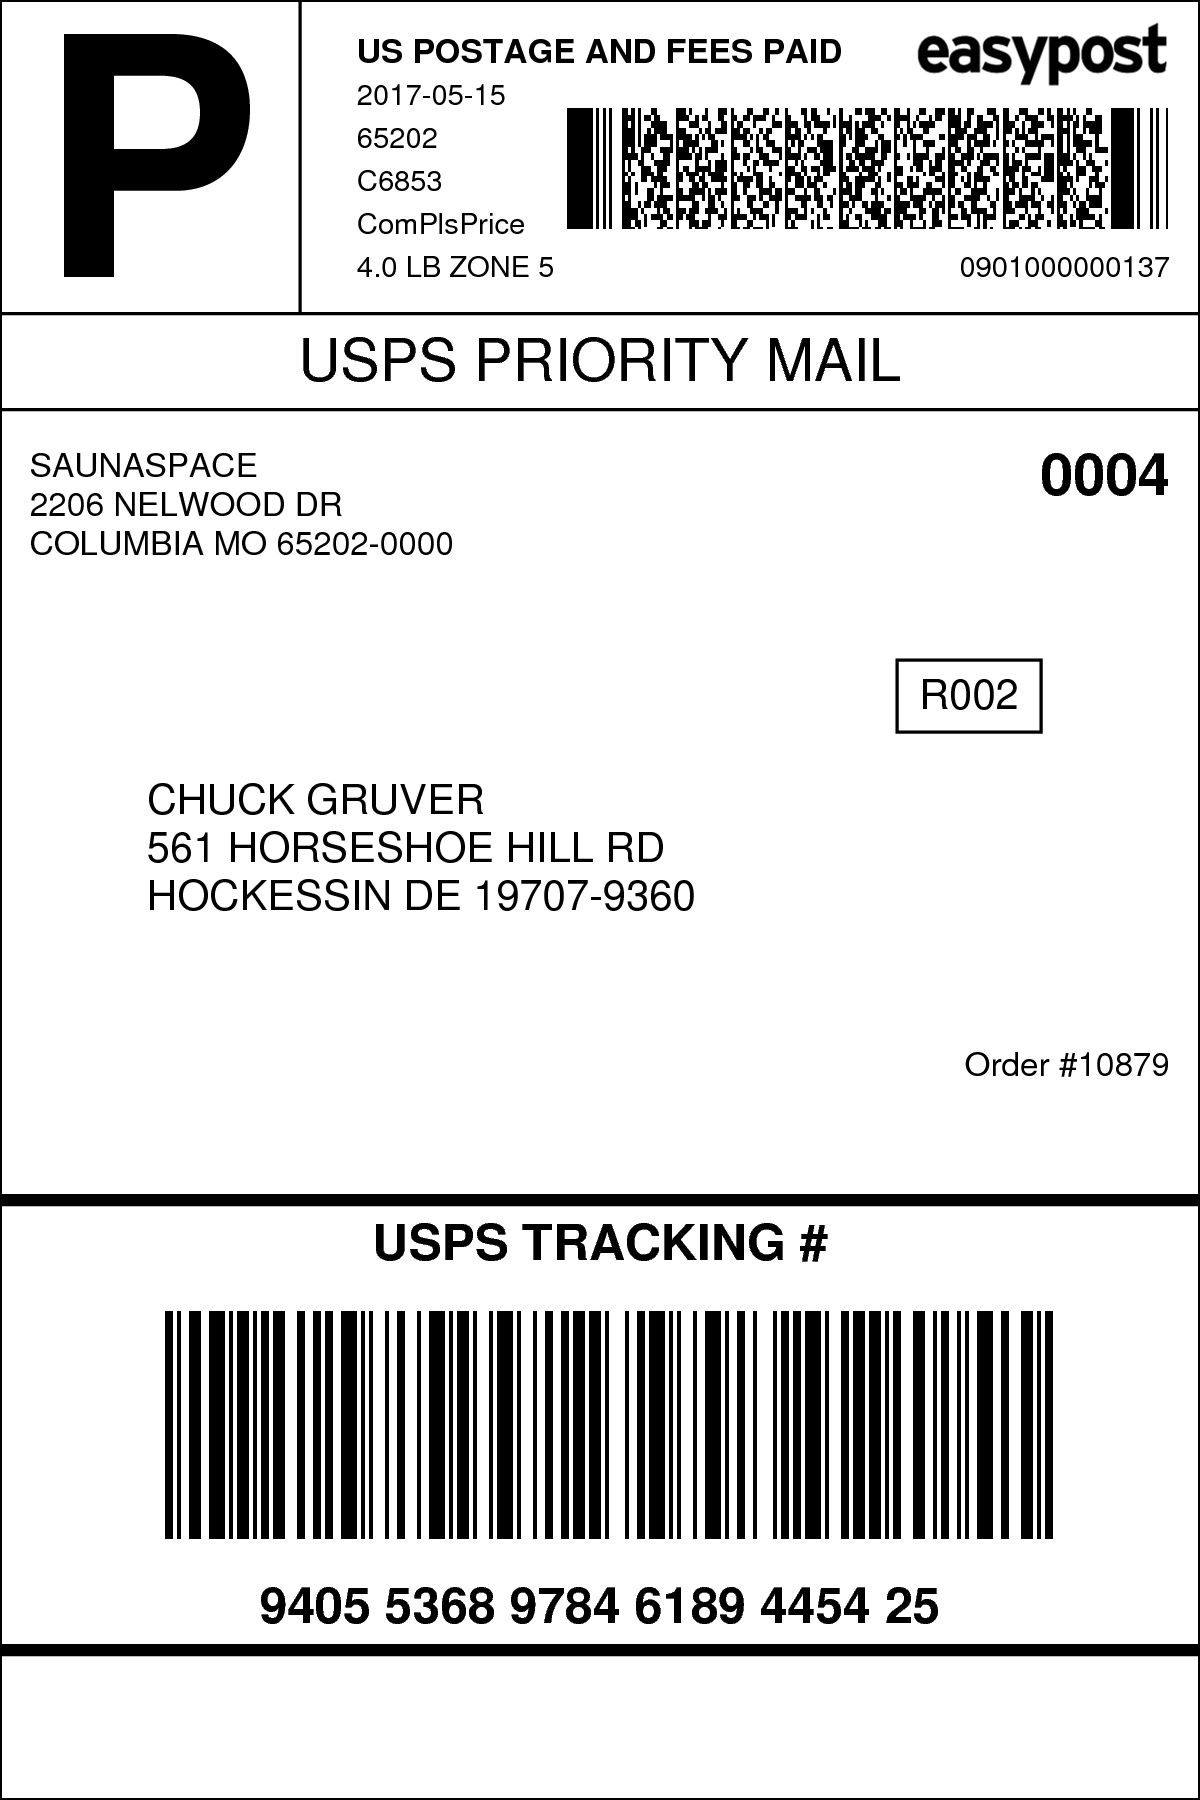 P
US POSTAGE AND FEES PAID
easypost
2017-05-15
65202
C6853
ComPlsPrice
4.0 LB ZONE 5
0901000000137
USPS PRIORITY MAIL
SAUNASPACE
2206 NELWOOD DR
COLUMBIA MO 65202-0000
0004
R002
CHUCK GRUVER
561 HORSESHOE HILL RD
HOCKESSIN DE 19707-9360
Order #10879
USPS TRACKING #
9405 5368 9784 6189 4454 25